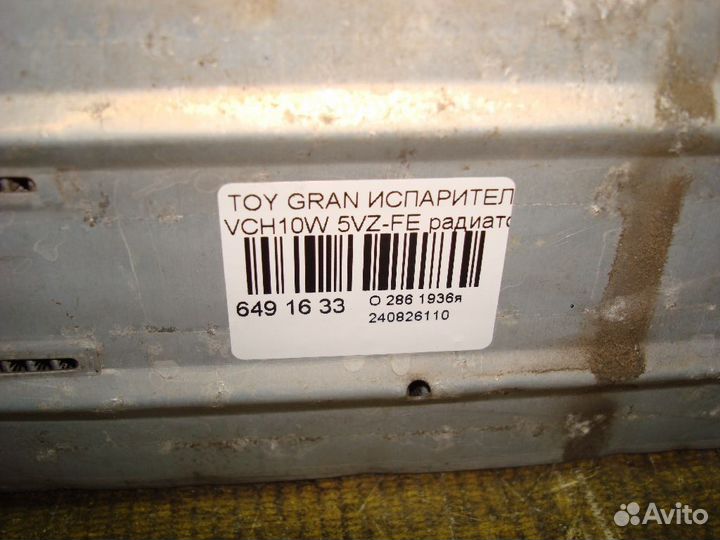 TOY GRAN ИСПАРИТЕЛ
VCH10W 5VZ-FE радиато
649 16 33
О 286 1936я
240826110
Avito